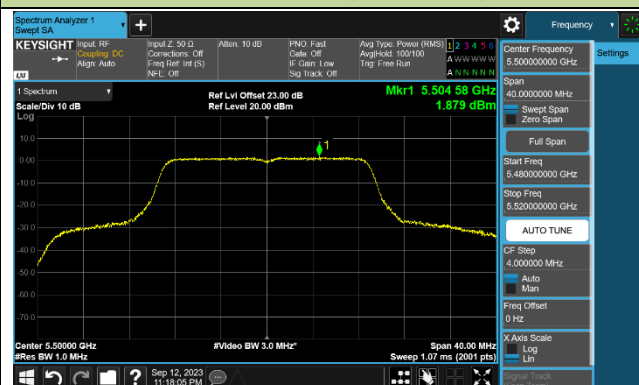 Spectrum Analyzer 1
Swept SA
+
Frequency
KEYSIGHT
Input: RF
Coupling: DC
Align: Auto
Input Z: 50 Ω
Corrections: Off
Freq Ref: Int (S)
NFE: Off
Atten: 10 dB
PNO: Fast
Gate: Off
IF Gain: Low
Sig Track: Off
Avg Type: Power (RMS)
Avg|Hold: 100/100
Trig: Free Run
1 2 3 4 5 6
A W W W W W
A N N N N N
LXI
1 Spectrum
Scale/Div 10 dB
Log
Ref Lvl Offset 23.00 dB
Ref Level 20.00 dBm
Mkr1 5.504 58 GHz
1.879 dBm
10.0
0.00
-10.0
-20.0
-30.0
-40.0
-50.0
-60.0
-70.0
1
Center 5.50000 GHz
#Res BW 1.0 MHz
#Video BW 3.0 MHz*
Span 40.00 MHz
Sweep 1.07 ms (2001 pts)
Center Frequency
5.500000000 GHz
Settings
Span
40.0000000 MHz
Swept Span
Zero Span
Full Span
Start Freq
5.480000000 GHz
Stop Freq
5.520000000 GHz
AUTO TUNE
CF Step
4.000000 MHz
Auto
Man
Freq Offset
0 Hz
X Axis Scale
Log
Lin
Signal Track
?
Sep 12, 2023
11:18:05 PM